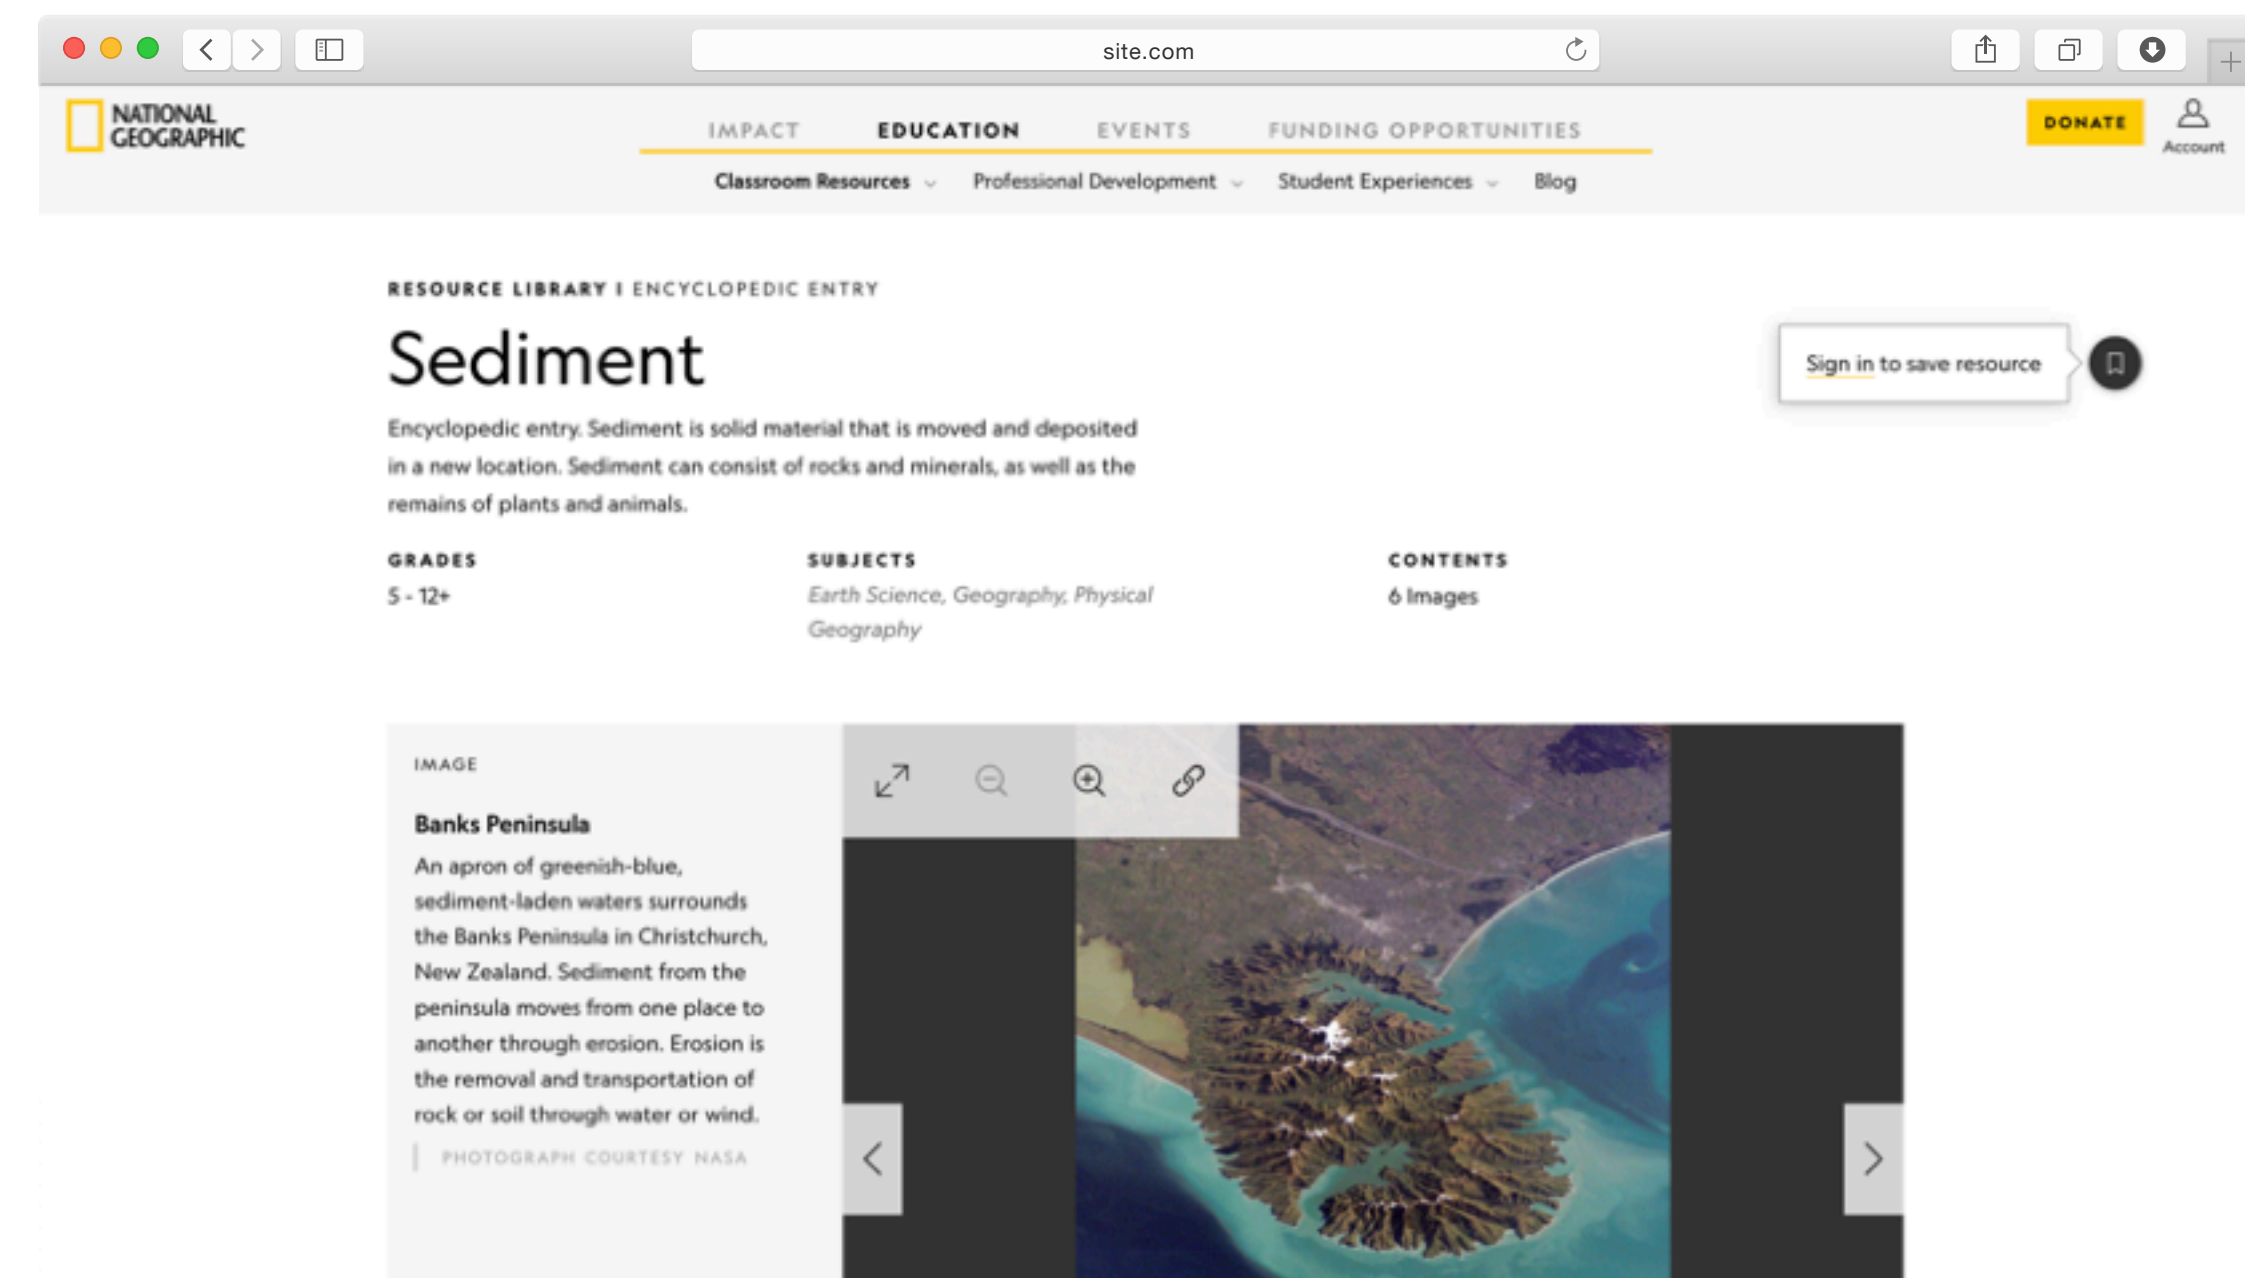 site.com
NATIONAL
GEOGRAPHIC
IMPACT EDUCATION EVENTS FUNDING OPPORTUNITIES
DONATE
Account
Classroom Resources Professional Development Student Experiences Blog
RESOURCE LIBRARY | ENCYCLOPEDIC ENTRY
Sediment
Sign in to save resource
Encyclopedic entry. Sediment is solid material that is moved and deposited
in a new location. Sediment can consist of rocks and minerals, as well as the
remains of plants and animals.
GRADES
5 - 12+
SUBJECTS
Earth Science, Geography, Physical
Geography
CONTENTS
6 Images
IMAGE
Banks Peninsula
An apron of greenish-blue,
sediment-laden waters surrounds
the Banks Peninsula in Christchurch,
New Zealand. Sediment from the
peninsula moves from one place to
another through erosion. Erosion is
the removal and transportation of
rock or soil through water or wind.
PHOTOGRAPH COURTESY NASA